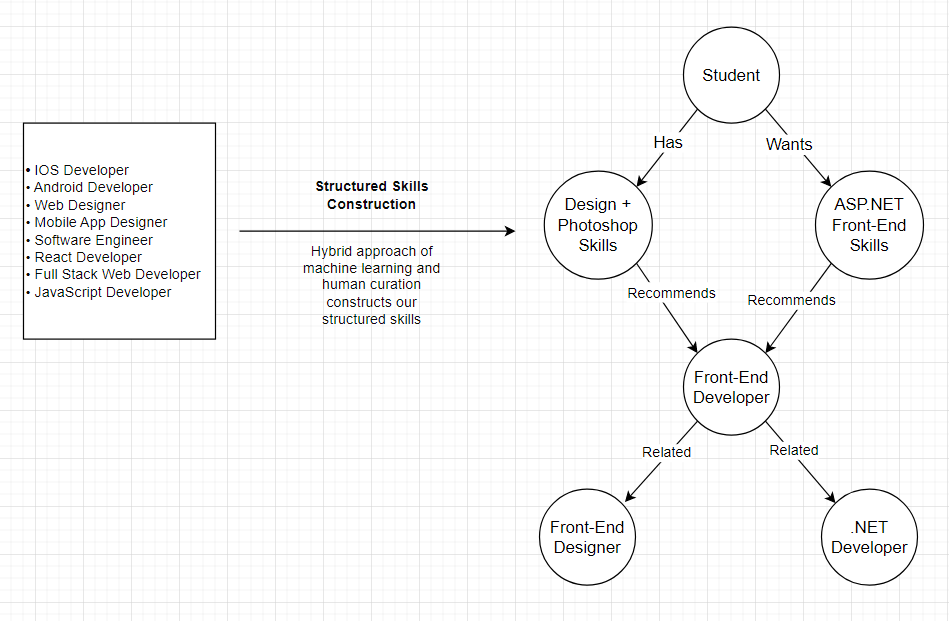 • IOS Developer
• Android Developer
• Web Designer
• Mobile App Designer
• Software Engineer
• React Developer
• Full Stack Web Developer
• JavaScript Developer
Structured Skills
Construction
Hybrid approach of
machine learning and
human curation
constructs our
structured skills
Student
Has
Wants
Design +
Photoshop
Skills
ASP.NET
Front-End
Skills
Recommends
Recommends
Front-End
Developer
Related
Related
Front-End
Designer
.NET
Developer